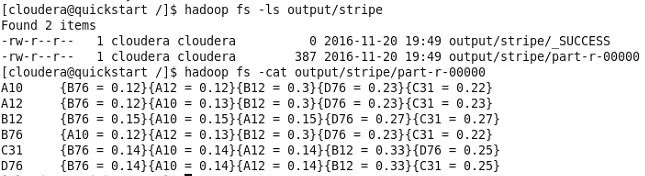 [cloudera@quickstart /]$ hadoop fs -ls output/stripe
Found 2 items
-rw-r--r--   1 cloudera cloudera          0 2016-11-20 19:49 output/stripe/_SUCCESS
-rw-r--r--   1 cloudera cloudera        387 2016-11-20 19:49 output/stripe/part-r-00000
[cloudera@quickstart /]$ hadoop fs -cat output/stripe/part-r-00000
A10     {B76 = 0.12}{A12 = 0.12}{B12 = 0.3}{D76 = 0.23}{C31 = 0.22}
A12     {B76 = 0.12}{A10 = 0.13}{B12 = 0.3}{D76 = 0.23}{C31 = 0.23}
B12     {B76 = 0.15}{A10 = 0.15}{A12 = 0.15}{D76 = 0.27}{C31 = 0.27}
B76     {A10 = 0.12}{A12 = 0.13}{B12 = 0.3}{D76 = 0.23}{C31 = 0.22}
C31     {B76 = 0.14}{A10 = 0.14}{A12 = 0.14}{B12 = 0.33}{D76 = 0.25}
D76     {B76 = 0.14}{A10 = 0.14}{A12 = 0.14}{B12 = 0.33}{C31 = 0.25}